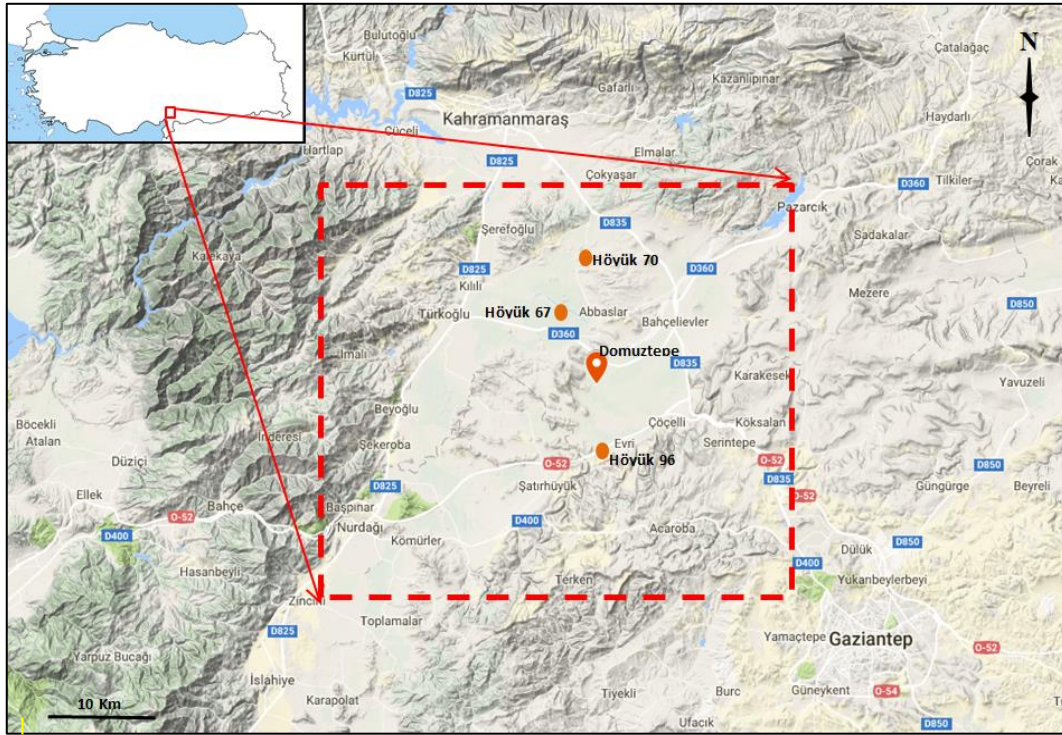 Bulutoğlu
Kürtül
D825
Gafarlı
Kazanlıpınar
Çatalağaç
N
Kahramanmaraş
Cüceli
Hartlap
D825
Elmalar
Çokyaşar
Haydarlı
Çorak
D360
Tilkiler
Pazarcık
D835
Şerefoğlu
Sadakalar
Kalekaya
D825
Höyük 70
D360
Kılılı
Mezere
D850
Türkoğlu
Höyük 67
Abbaslar
Bahçelievler
D360
İmalı
Domuztepe
D835
Karakesek
Yavuzeli
Beyoğlu
Böcekli
Atalan
İnderesi
Şekeroba
Çöçelli
Köksalan
Evri
Serintepe
Düziçi
O-52
Höyük 96
D850
D835
D825
Şatırhüyük
Güngürge
Beyreli
O-52
Ellek
Bahçe
Başpınar
O-52
Nurdağı
D400
Acaroba
D400
Kömürler
D850
Dülük
Hasanbeyli
D400
Terken
Yukarıbeylerbeyi
Zincirli
Toplamalar
D825
Yamaçtepe
Gaziantep
O-52
Yarpuz Bucağı
İslahiye
Karapolat
Tiyekli
Burc
Güneykent
O-54
10 Km
Ufacık
D850